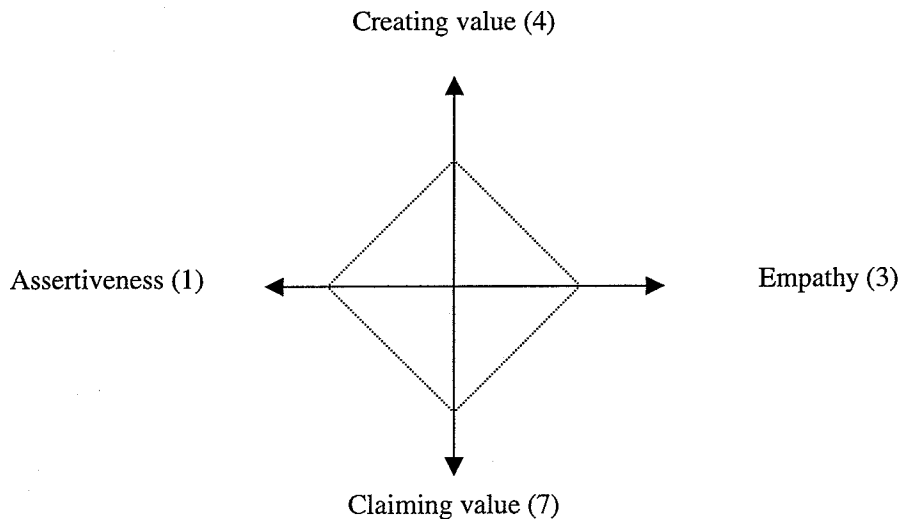 Creating value (4)
Assertiveness (1)
Empathy (3)
Claiming value (7)